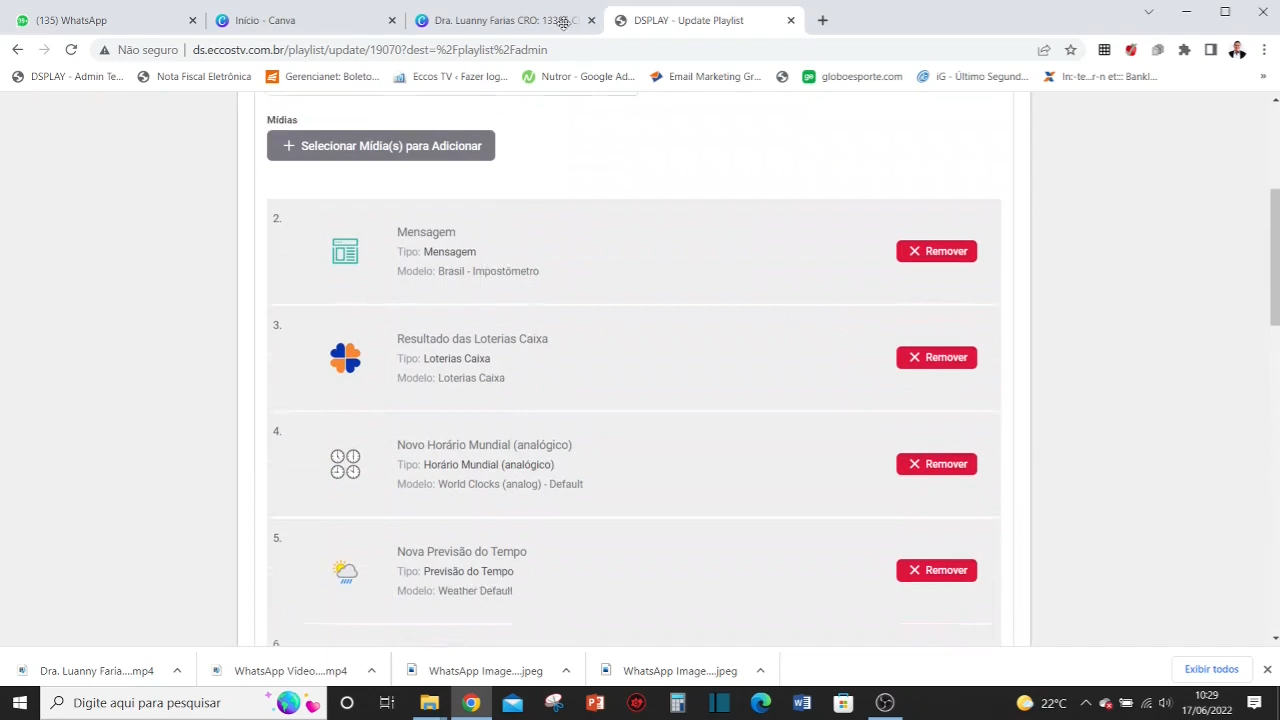 (135) WhatsApp
Início - Canva
Dra. Luanny Farias CRO:
DSPLAY - Update Playlist
Não seguro
ds.eccostv.com.br/playlist/update/19070?dest=%2Fplaylist%2Fadmin
DSPLAY - Admin Te...
Nota Fiscal Eletrônica
Gerencianet: Boleto...
Eccos TV ‹ Fazer log...
Nutror - Google Ad...
Email Marketing Gr...
globoesporte.com
iG - Último Segund...
In:-te...r-n et::: Bankl...
Mídias
+ Selecionar Mídia(s) para Adicionar
2.
Mensagem
Tipo: Mensagem
Modelo: Brasil - Impostômetro
Remover
3.
Resultado das Loterias Caixa
Tipo: Loterias Caixa
Modelo: Loterias Caixa
Remover
4.
Novo Horário Mundial (analógico)
Tipo: Horário Mundial (analógico)
Modelo: World Clocks (analog) - Default
Remover
5.
Nova Previsão do Tempo
Tipo: Previsão do Tempo
Modelo: Weather Default
Remover
6.
Dra. Luanny Faria....mp4
WhatsApp Vídeo....mp4
WhatsApp Image....jpeg
WhatsApp Image....jpeg
Exibir todos
Digite aqui para pesquisar
22°C
10:29
17/06/2022